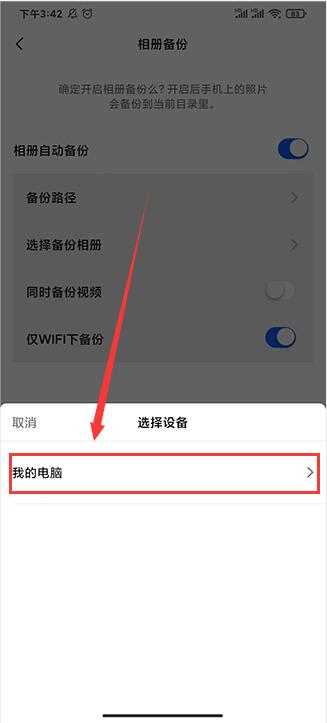 下午3:42
83
相册备份
确定开启相册备份么?开启后手机上的照片
会备份到当前目录里。
相册自动备份
备份路径
选择备份相册
同时备份视频
仅WIFI下备份
取消
选择设备
我的电脑